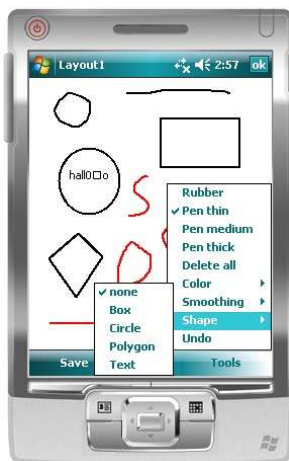 Layout1 2:57 ok
hall0□o
Rubber
Pen thin
Pen medium
Pen thick
Delete all
Color
Smoothing
Shape
Undo
none
Box
Circle
Polygon
Text
Save Tools